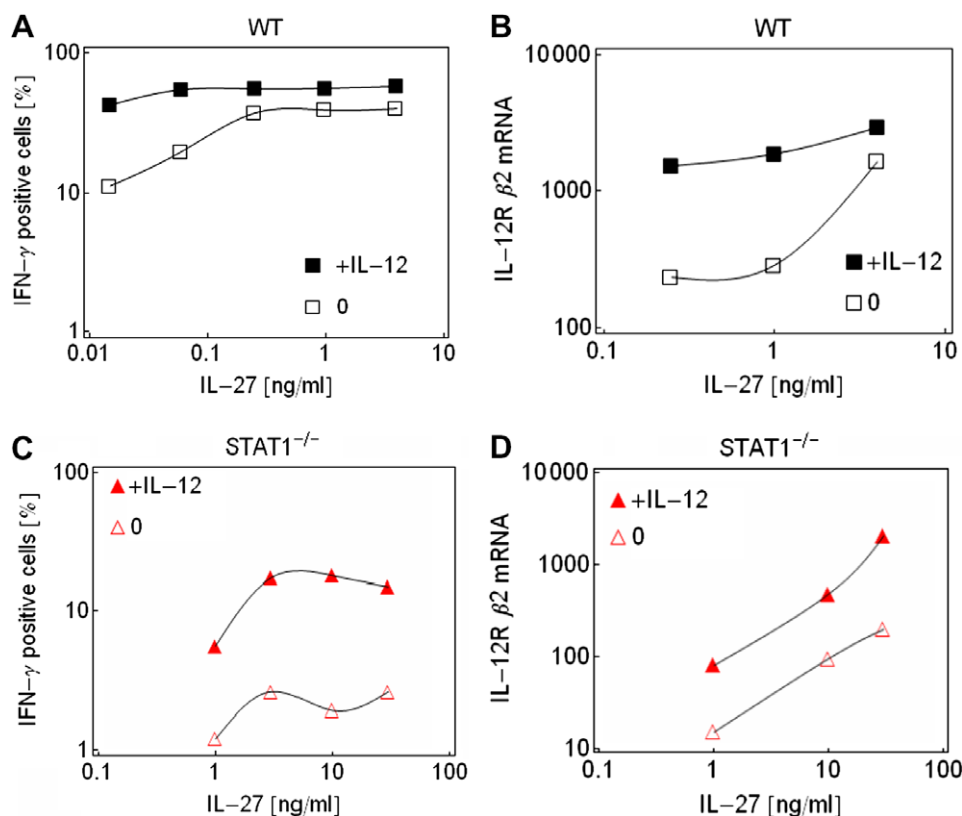 A
WT
IFN−γ positive cells [%]
100
10
1
0.01
0.1
1
10
IL−27 [ng/ml]
+IL−12
0
B
WT
IL−12R β2 mRNA
10000
1000
100
0.1
1
10
IL−27 [ng/ml]
+IL−12
0
C
STAT1−/−
IFN−γ positive cells [%]
100
10
1
0.1
1
10
100
IL−27 [ng/ml]
+IL−12
0
D
STAT1−/−
IL−12R β2 mRNA
10000
1000
100
10
0.1
1
10
100
IL−27 [ng/ml]
+IL−12
0